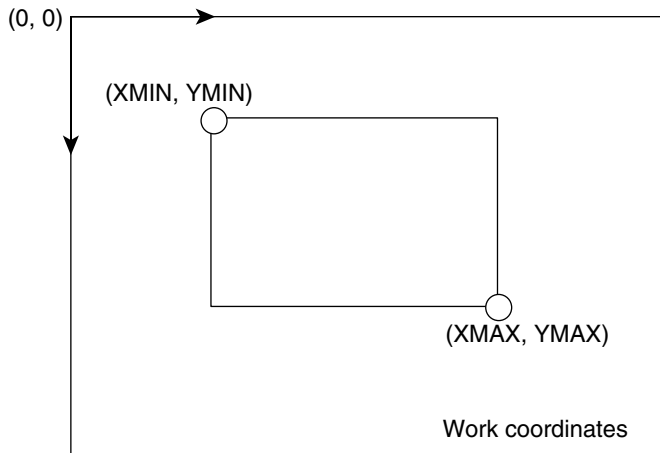 (0, 0)
(XMIN, YMIN)
(XMAX, YMAX)
Work coordinates